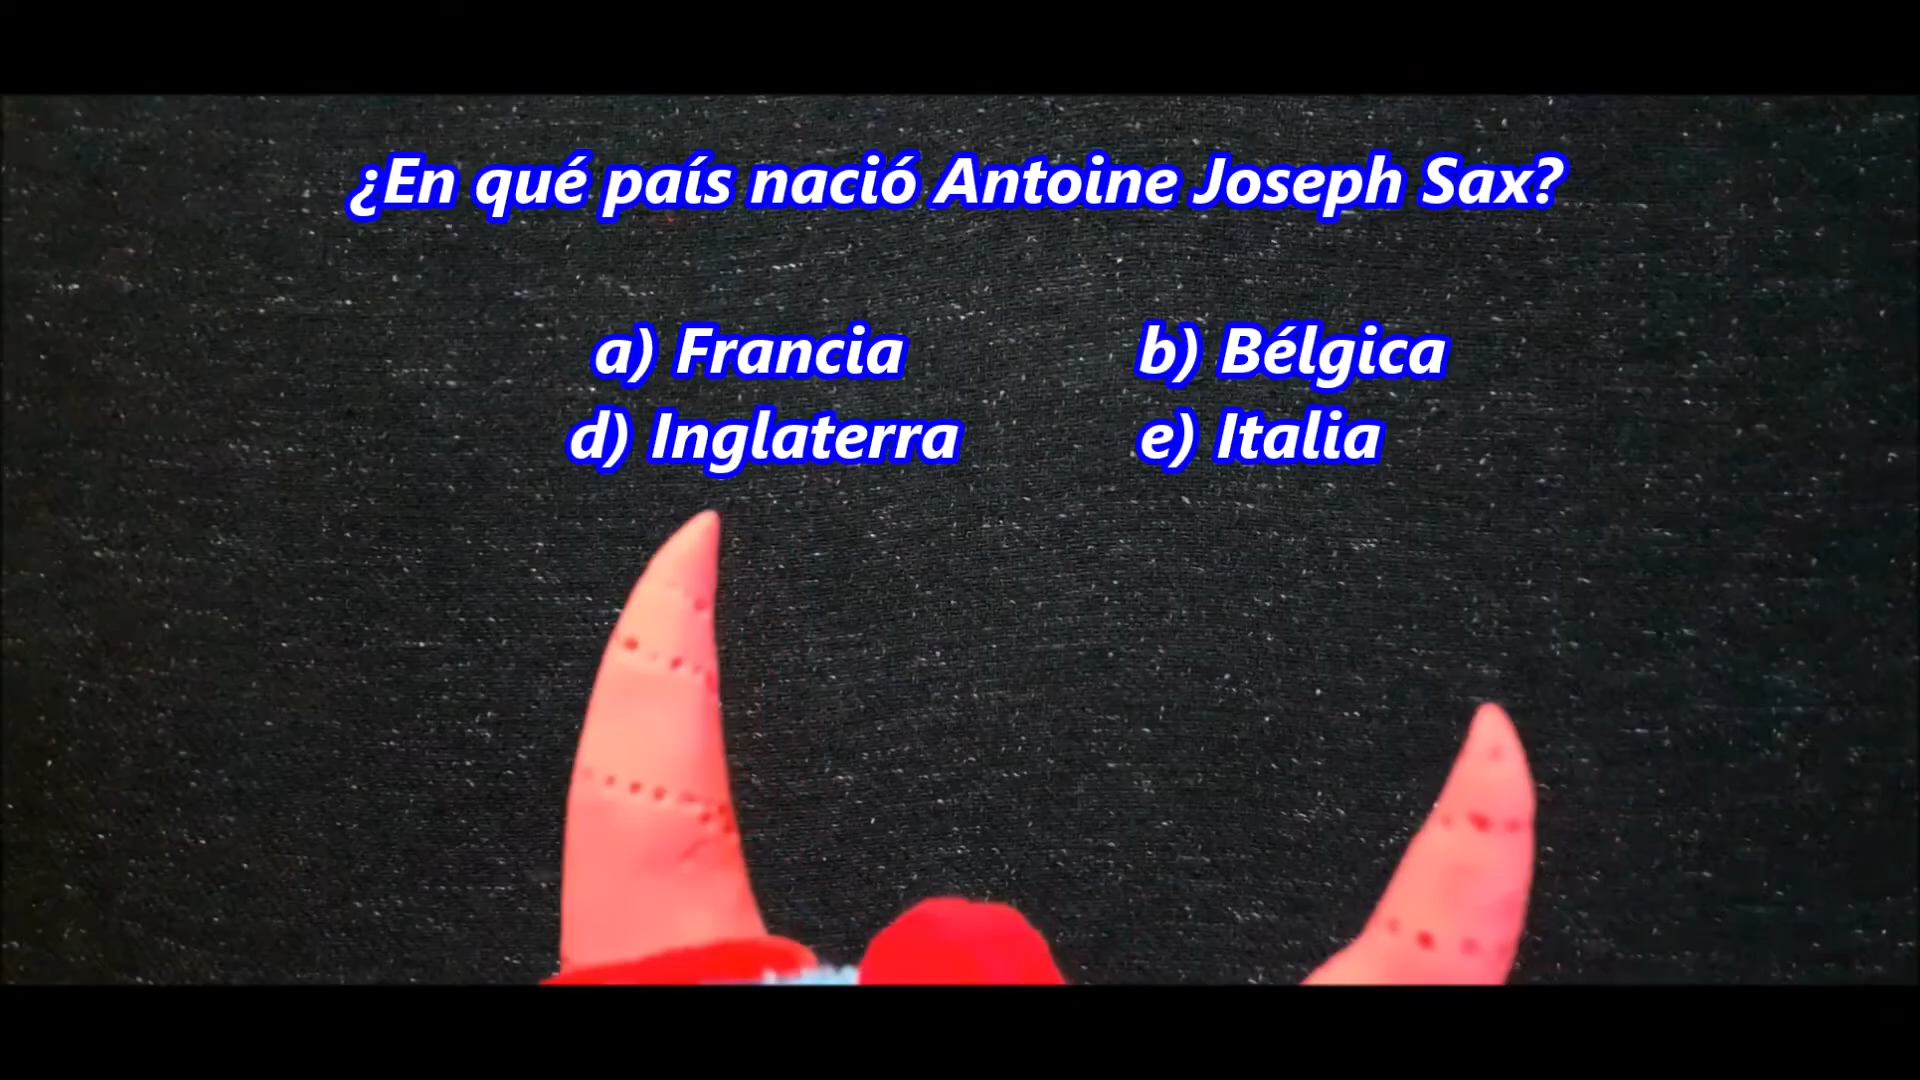 ¿En qué país nació Antoine Joseph Sax?
a) Francia b) Bélgica
d) Inglaterra e) Italia